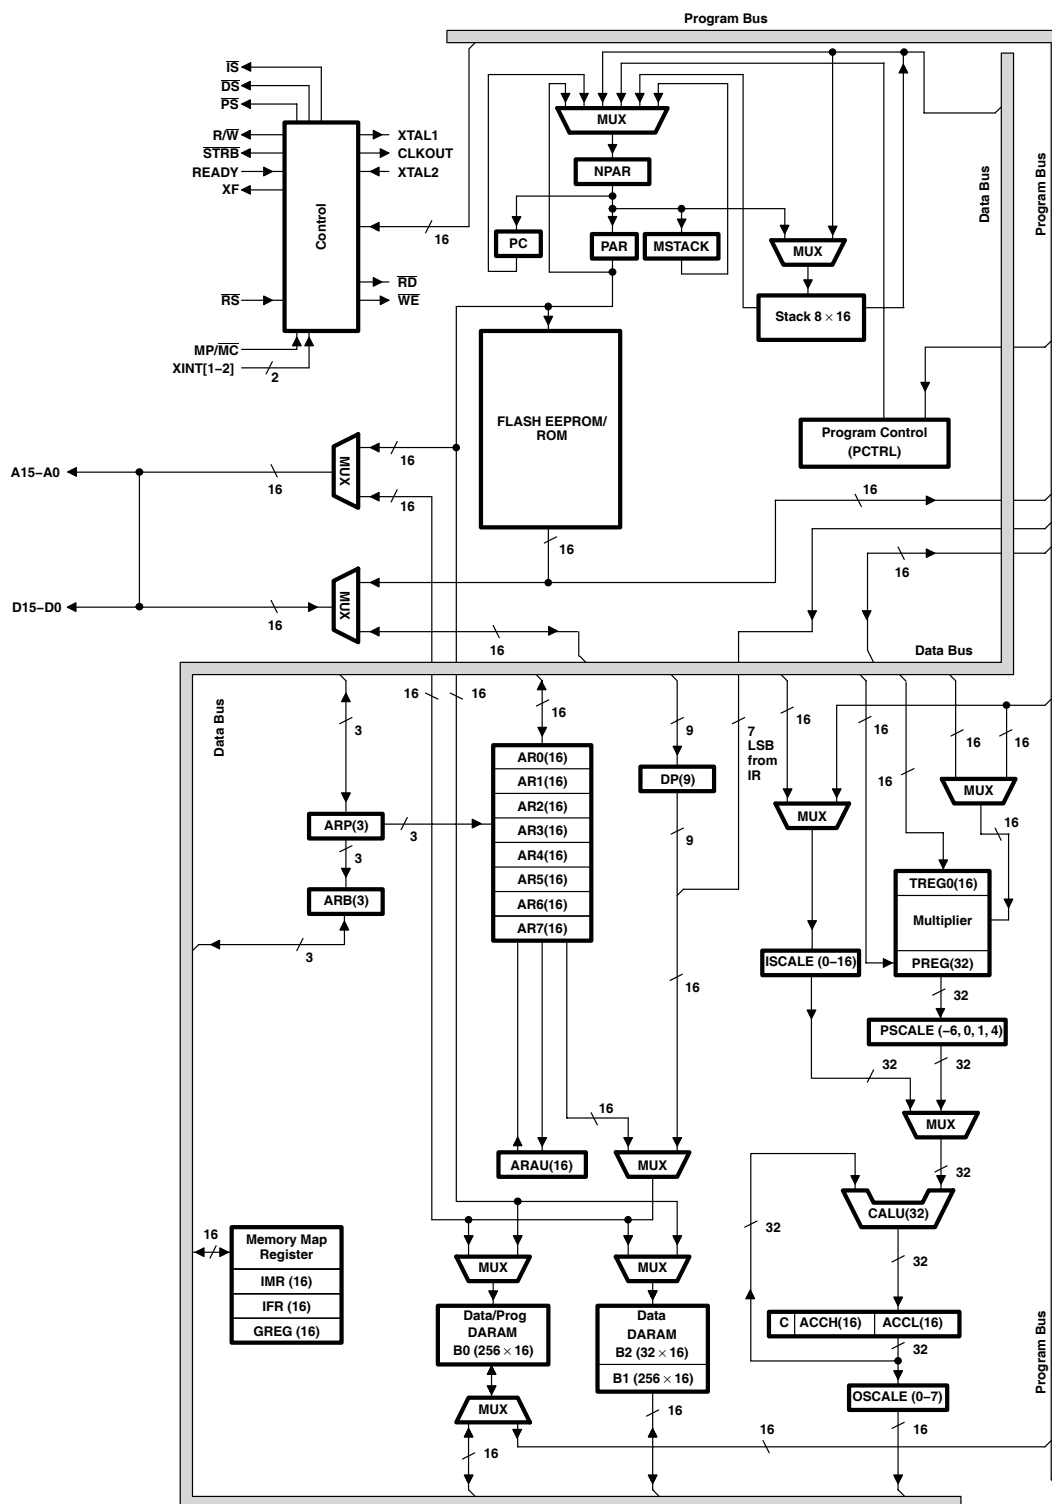 Program Bus
IS
DS
PS
R/W
STRB
READY
XF
RS
MP/MC
XINT[1–2]
2
Control
XTAL1
CLKOUT
XTAL2
16
RD
WE
MUX
NPAR
PC
PAR
MSTACK
MUX
Stack 8 × 16
Data Bus
Program Bus
FLASH EEPROM/
ROM
16
Program Control
(PCTRL)
A15–A0
16
MUX
16
16
16
D15–D0
16
MUX
16
16
Data Bus
Data Bus
3
16
16
16
9
7
LSB
from
IR
16
16
16
16
16
ARP(3)
3
3
ARB(3)
3
AR0(16)
AR1(16)
AR2(16)
AR3(16)
AR4(16)
AR5(16)
AR6(16)
AR7(16)
DP(9)
9
16
MUX
MUX
16
TREG0(16)
Multiplier
PREG(32)
ISCALE (0–16)
32
PSCALE (–6, 0, 1, 4)
32
32
MUX
32
16
ARAU(16)
MUX
CALU(32)
32
32
16
Memory Map
Register
IMR (16)
IFR (16)
GREG (16)
MUX
MUX
Data/Prog
DARAM
B0 (256 × 16)
Data
DARAM
B2 (32 × 16)
B1 (256 × 16)
C
ACCH(16)
ACCL(16)
32
OSCALE (0–7)
MUX
16
16
16
16
Program Bus